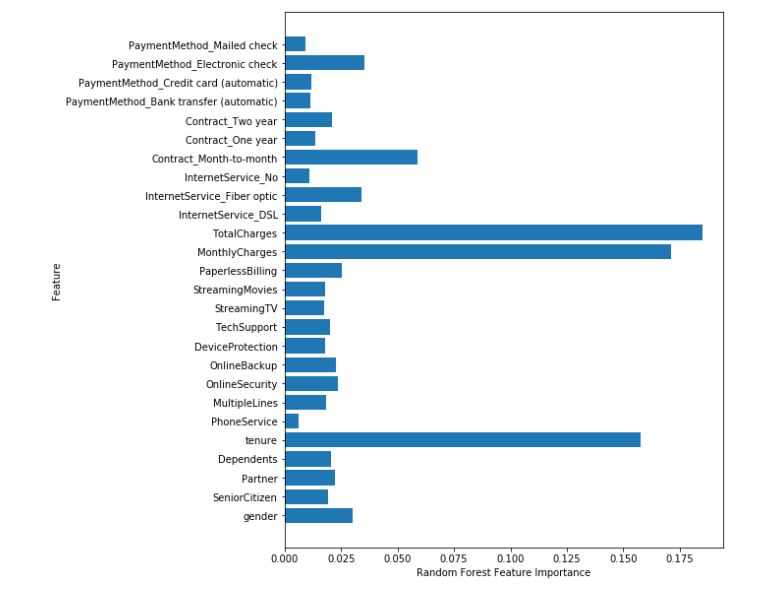 PaymentMethod_Mailed check
PaymentMethod_Electronic check
PaymentMethod_Credit card (automatic)
PaymentMethod_Bank transfer (automatic)
Contract_Two year
Contract_One year
Contract_Month-to-month
InternetService_No
InternetService_Fiber optic
InternetService_DSL
TotalCharges
MonthlyCharges
PaperlessBilling
StreamingMovies
StreamingTV
TechSupport
DeviceProtection
OnlineBackup
OnlineSecurity
MultipleLines
PhoneService
tenure
Dependents
Partner
SeniorCitizen
gender
Feature
0.000 0.025 0.050 0.075 0.100 0.125 0.150 0.175
Random Forest Feature Importance